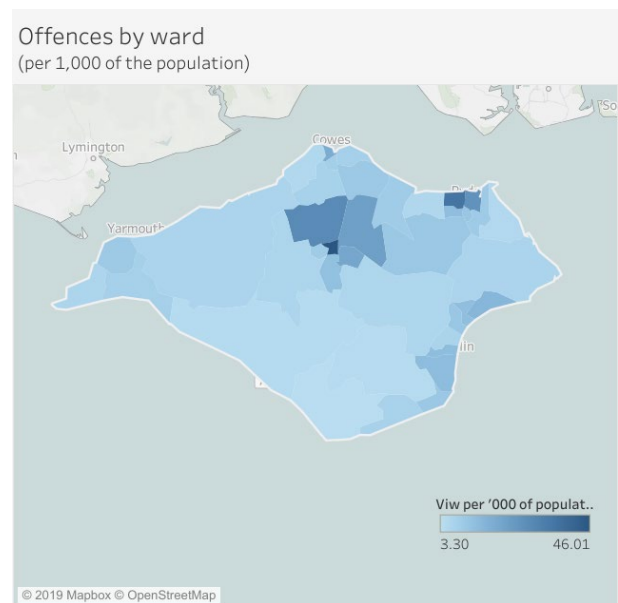 Offences by ward
(per 1,000 of the population)
Lymington
Cowes
Yarmouth
lin
Viw per '000 of populat..
3.30
46.01
© 2019 Mapbox © OpenStreetMap